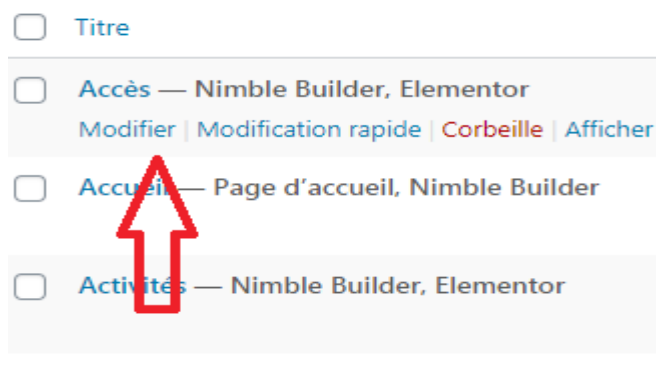 Titre
Accès — Nimble Builder, Elementor
Modifier | Modification rapide | Corbeille | Afficher
Accueil — Page d’accueil, Nimble Builder
Activités — Nimble Builder, Elementor